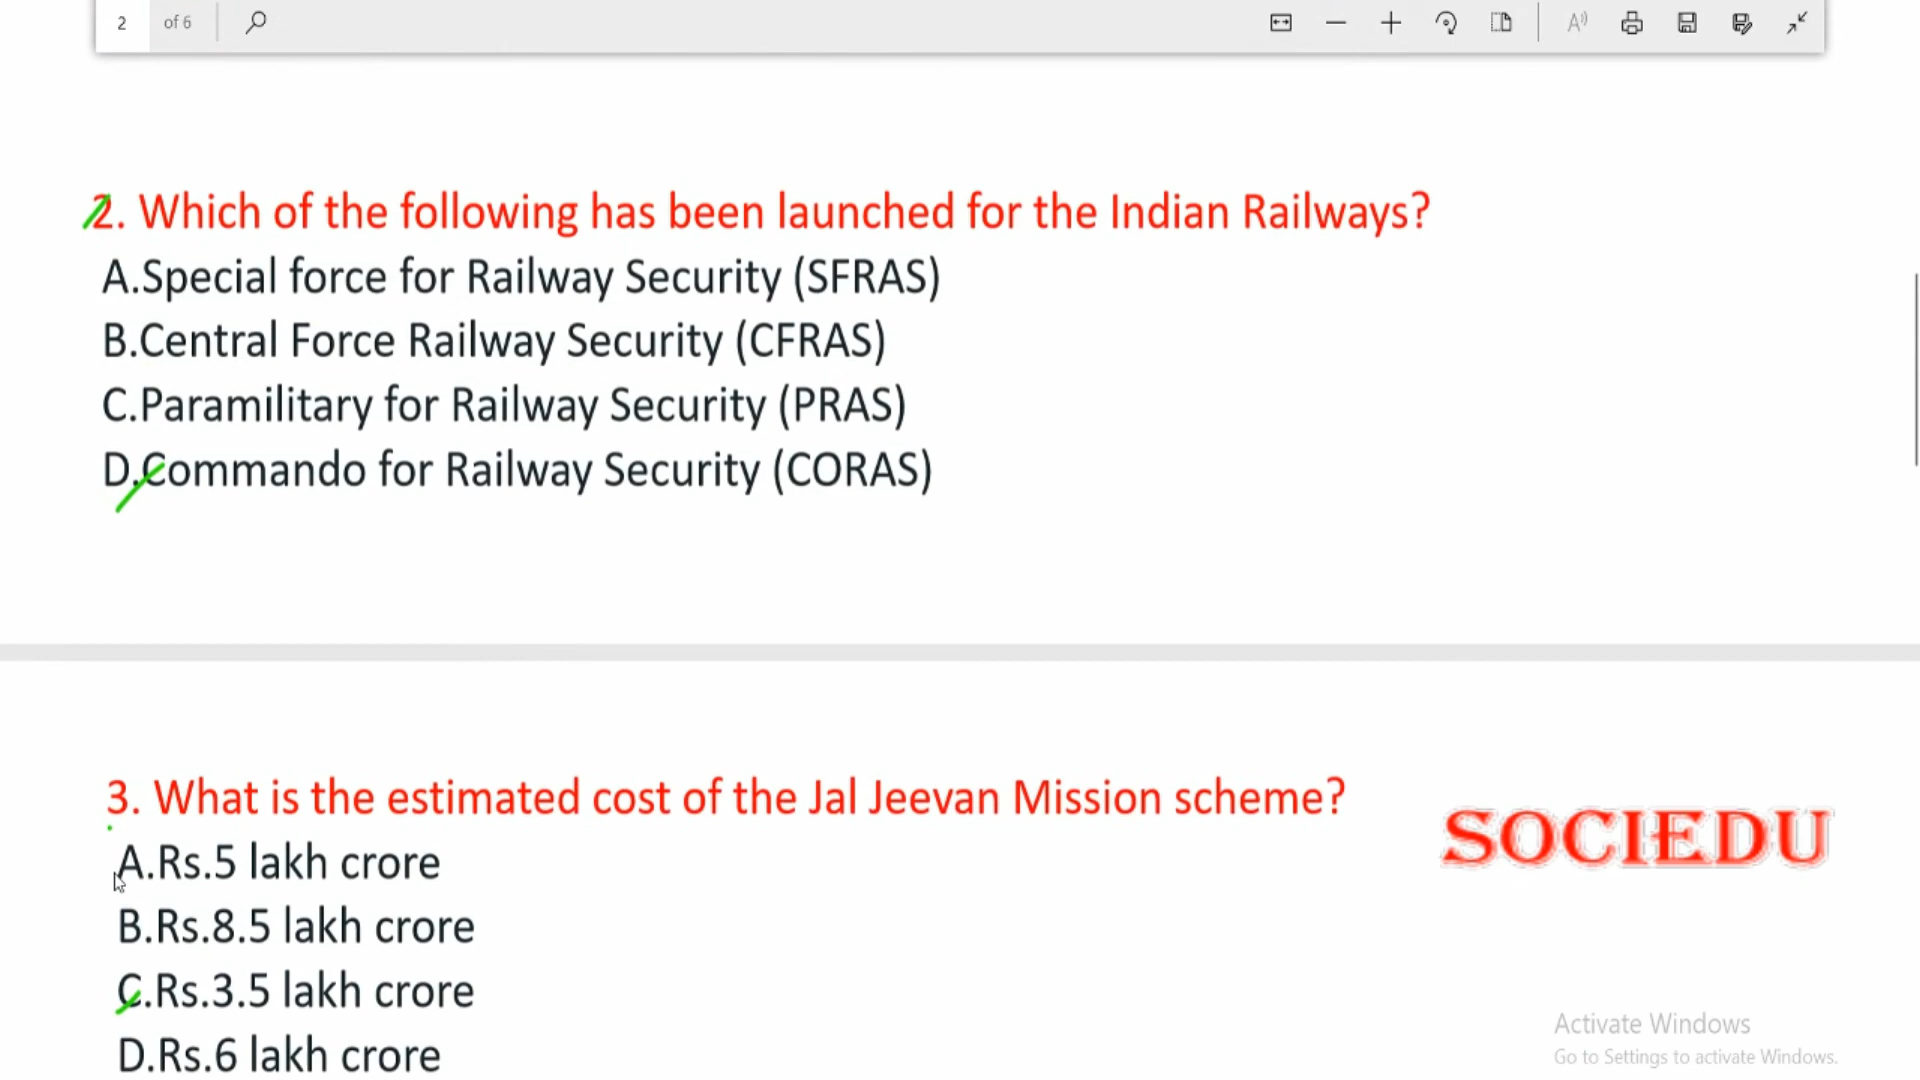 2 of 6
2. Which of the following has been launched for the Indian Railways?
A.Special force for Railway Security (SFRAS)
B.Central Force Railway Security (CFRAS)
C.Paramilitary for Railway Security (PRAS)
D.Commando for Railway Security (CORAS)
3. What is the estimated cost of the Jal Jeevan Mission scheme?
SOCIEDU
A.Rs.5 lakh crore
B.Rs.8.5 lakh crore
C.Rs.3.5 lakh crore
D.Rs.6 lakh crore
Activate Windows
Go to Settings to activate Windows.